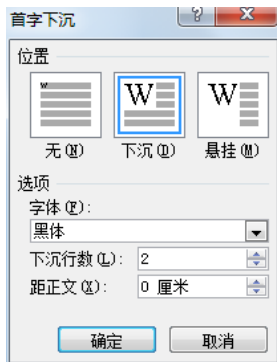 首字下沉
位置
W W W
无(N) 下沉(D) 悬挂(M)
选项
字体(F):
黑体
下沉行数(L): 2
距正文(X): 0 厘米
确定 取消